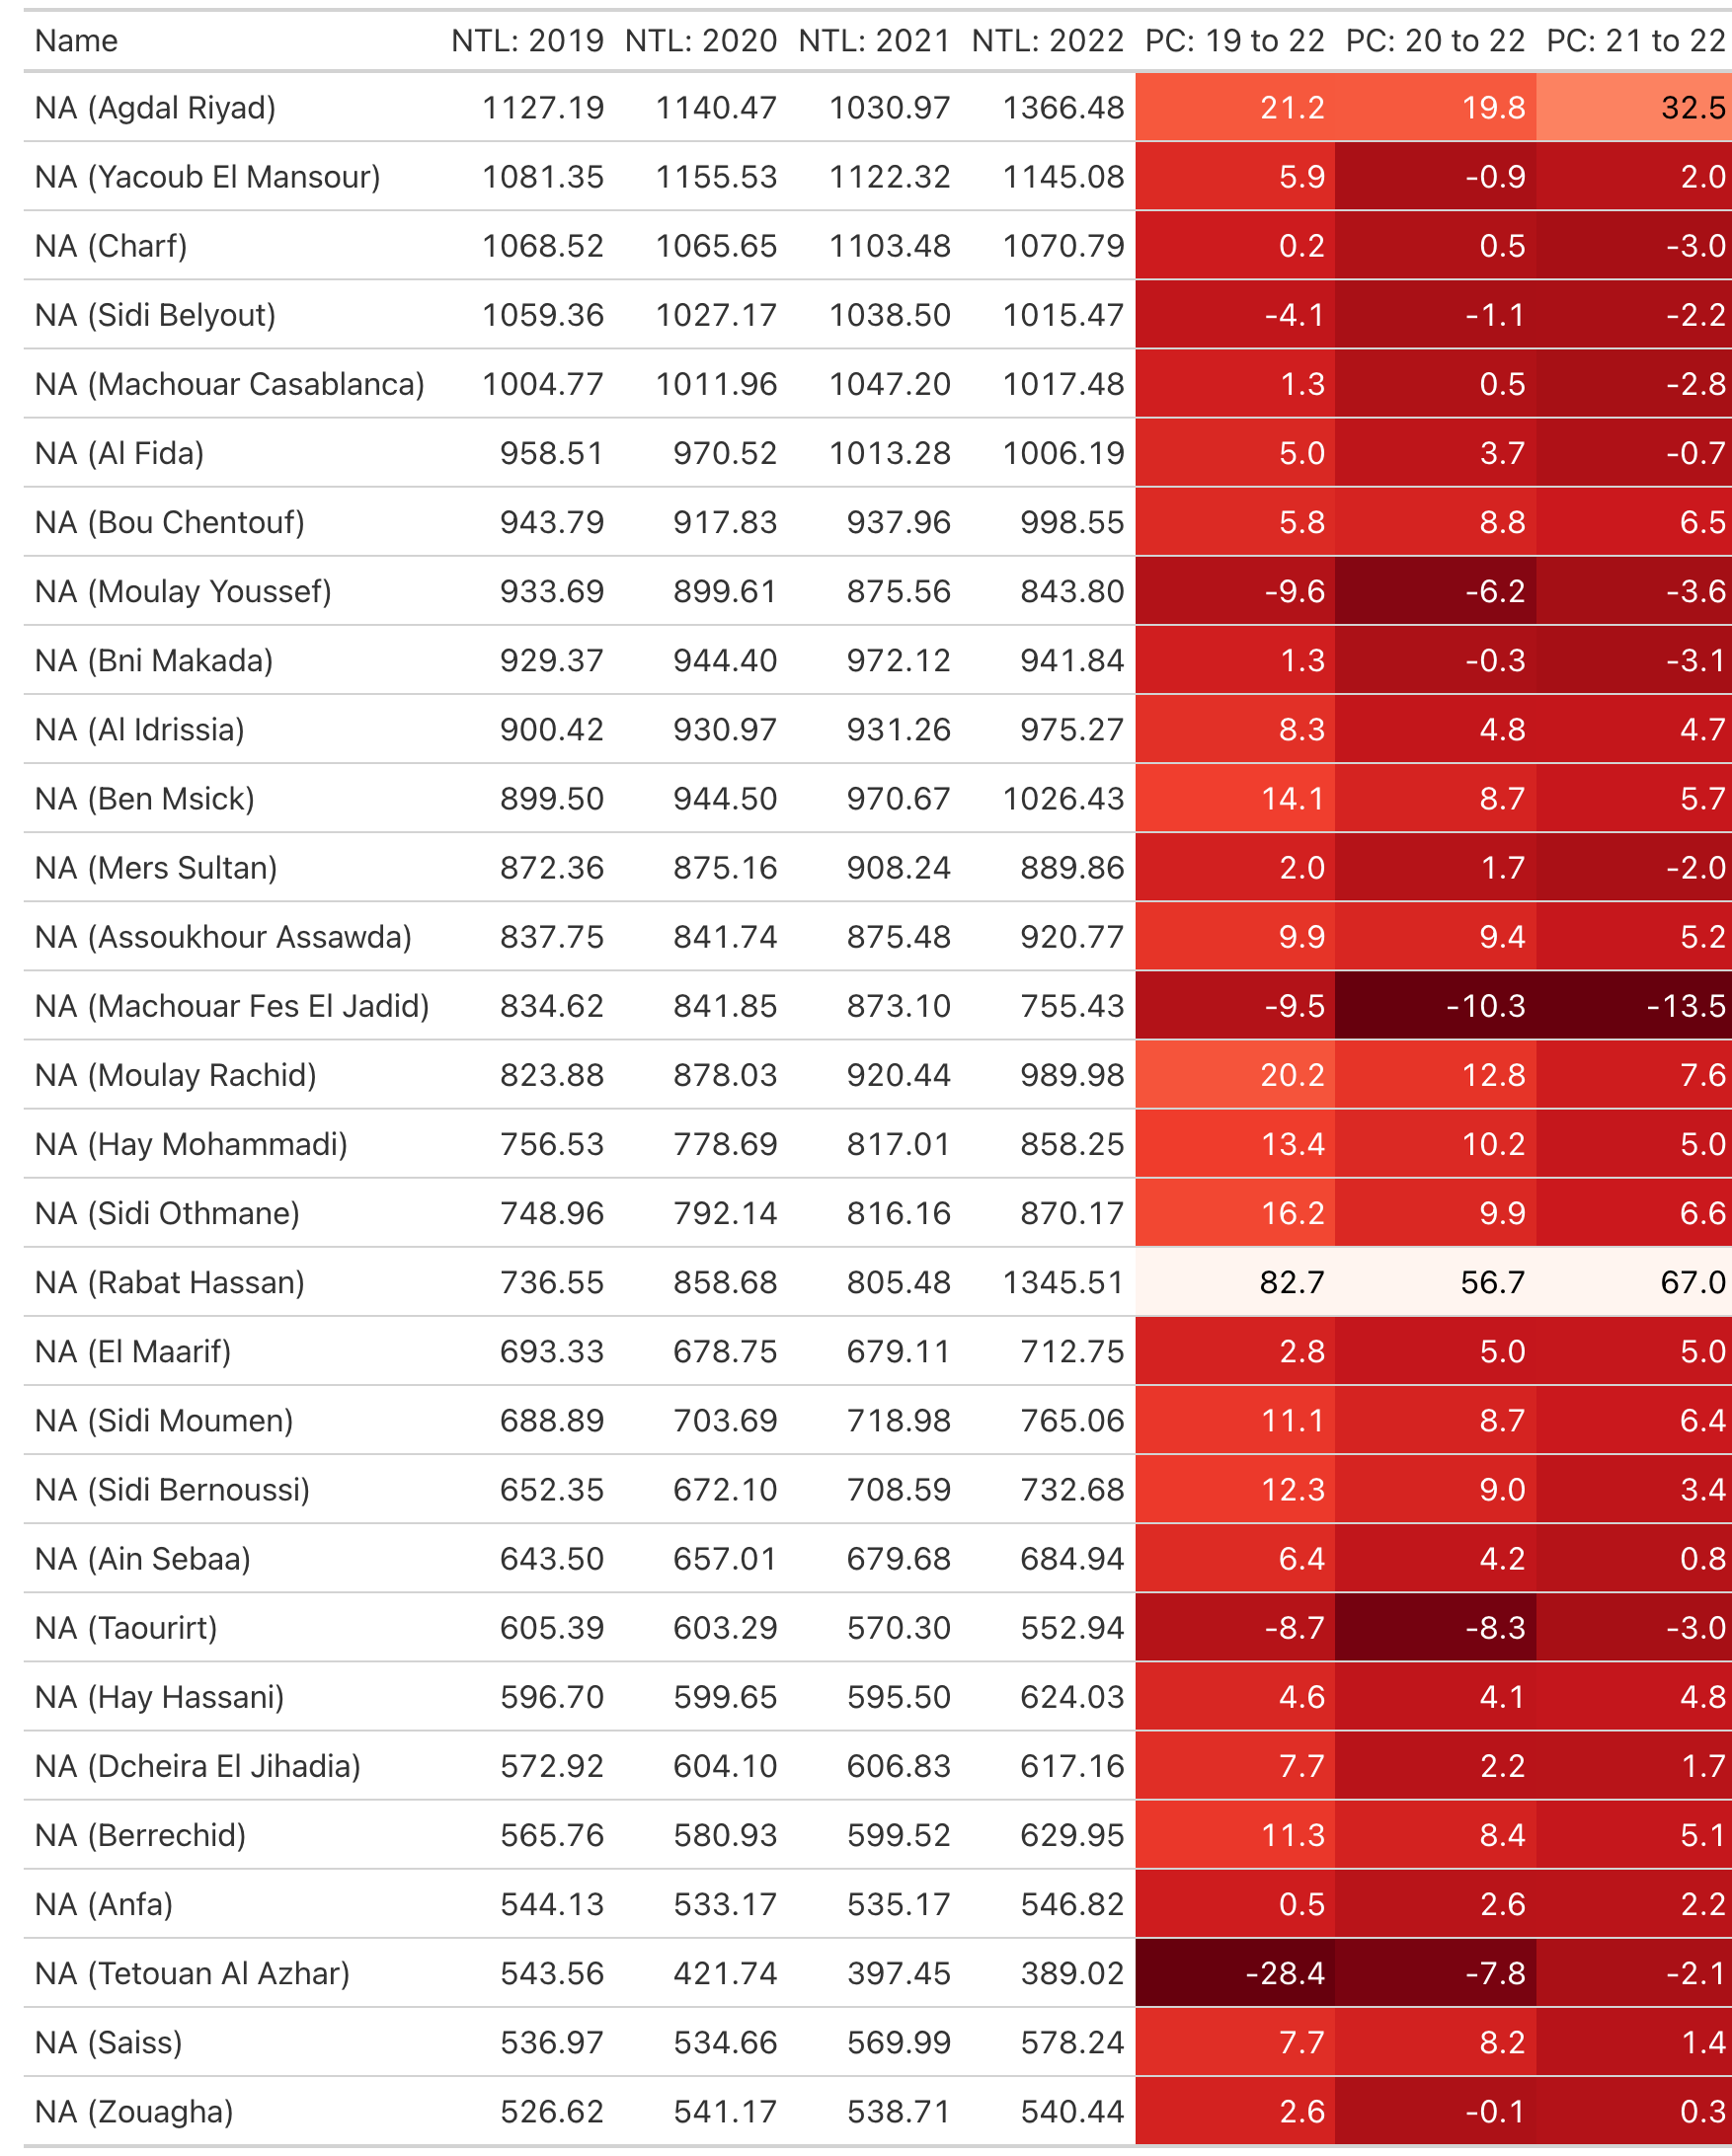 Name NTL: 2019 NTL: 2020 NTL: 2021 NTL: 2022 PC: 19 to 22 PC: 20 to 22 PC: 21 to 22
NA (Agdal Riyad) 1127.19 1140.47 1030.97 1366.48 21.2 19.8 32.5
NA (Yacoub El Mansour) 1081.35 1155.53 1122.32 1145.08 5.9 -0.9 2.0
NA (Charf) 1068.52 1065.65 1103.48 1070.79 0.2 0.5 -3.0
NA (Sidi Belyout) 1059.36 1027.17 1038.50 1015.47 -4.1 -1.1 -2.2
NA (Machouar Casablanca) 1004.77 1011.96 1047.20 1017.48 1.3 0.5 -2.8
NA (Al Fida) 958.51 970.52 1013.28 1006.19 5.0 3.7 -0.7
NA (Bou Chentouf) 943.79 917.83 937.96 998.55 5.8 8.8 6.5
NA (Moulay Youssef) 933.69 899.61 875.56 843.80 -9.6 -6.2 -3.6
NA (Bni Makada) 929.37 944.40 972.12 941.84 1.3 -0.3 -3.1
NA (Al Idrissia) 900.42 930.97 931.26 975.27 8.3 4.8 4.7
NA (Ben Msick) 899.50 944.50 970.67 1026.43 14.1 8.7 5.7
NA (Mers Sultan) 872.36 875.16 908.24 889.86 2.0 1.7 -2.0
NA (Assoukhour Assawda) 837.75 841.74 875.48 920.77 9.9 9.4 5.2
NA (Machouar Fes El Jadid) 834.62 841.85 873.10 755.43 -9.5 -10.3 -13.5
NA (Moulay Rachid) 823.88 878.03 920.44 989.98 20.2 12.8 7.6
NA (Hay Mohammadi) 756.53 778.69 817.01 858.25 13.4 10.2 5.0
NA (Sidi Othmane) 748.96 792.14 816.16 870.17 16.2 9.9 6.6
NA (Rabat Hassan) 736.55 858.68 805.48 1345.51 82.7 56.7 67.0
NA (El Maarif) 693.33 678.75 679.11 712.75 2.8 5.0 5.0
NA (Sidi Moumen) 688.89 703.69 718.98 765.06 11.1 8.7 6.4
NA (Sidi Bernoussi) 652.35 672.10 708.59 732.68 12.3 9.0 3.4
NA (Ain Sebaa) 643.50 657.01 679.68 684.94 6.4 4.2 0.8
NA (Taourirt) 605.39 603.29 570.30 552.94 -8.7 -8.3 -3.0
NA (Hay Hassani) 596.70 599.65 595.50 624.03 4.6 4.1 4.8
NA (Dcheira El Jihadia) 572.92 604.10 606.83 617.16 7.7 2.2 1.7
NA (Berrechid) 565.76 580.93 599.52 629.95 11.3 8.4 5.1
NA (Anfa) 544.13 533.17 535.17 546.82 0.5 2.6 2.2
NA (Tetouan Al Azhar) 543.56 421.74 397.45 389.02 -28.4 -7.8 -2.1
NA (Saiss) 536.97 534.66 569.99 578.24 7.7 8.2 1.4
NA (Zouagha) 526.62 541.17 538.71 540.44 2.6 -0.1 0.3